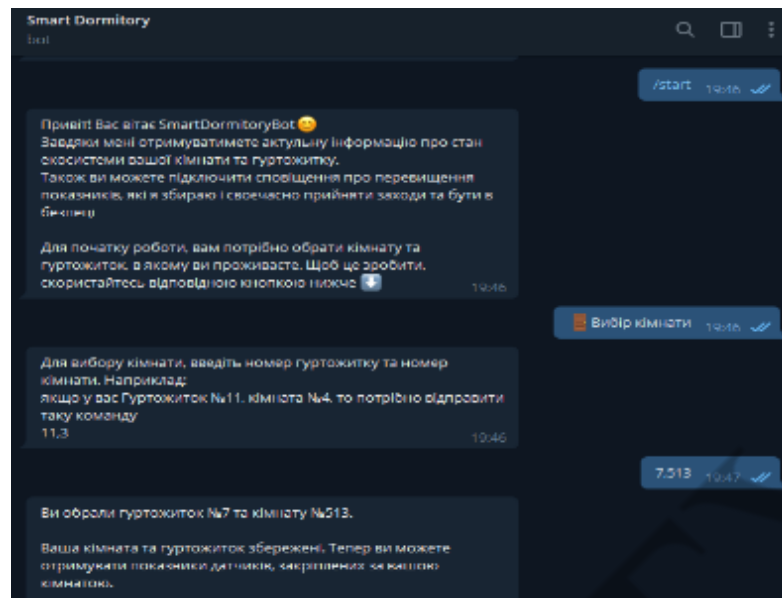 Smart Dormitory
bot
/start 19:46
Привіт! Вас вітає SmartDormitoryBot😊
Завдяки мені отримуватимете актуальну інформацію про стан
екосистеми вашої кімнати та гуртожитку.
Також ви можете підключити сповіщення про перевищення
показників, які я збираю і своєчасно прийняти заходи та бути в
безпеці
Для початку роботи, вам потрібно обрати кімнату та
гуртожиток, в якому ви проживаєте. Щоб це зробити,
скористайтесь відповідною кнопкою нижче ⬇️ 19:46
🚪 Вибір кімнати 19:46
Для вибору кімнати, введіть номер гуртожитку та номер
кімнати. Наприклад:
якщо у вас Гуртожиток №11, кімната №4, то потрібно відправити
таку команду
11,3 19:46
7,513 19:47
Ви обрали гуртожиток №7 та кімнату №513.
Ваша кімната та гуртожиток збережені. Тепер ви можете
отримувати показники датчиків, закріплених за вашою
кімнатою.